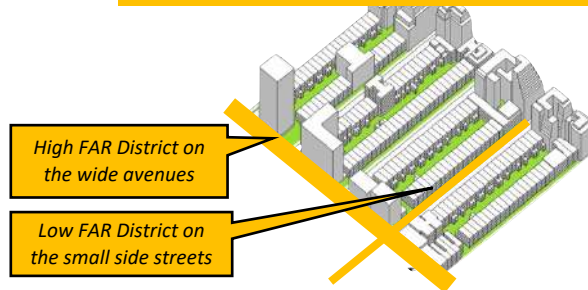 High FAR District on
the wide avenues
Low FAR District on
the small side streets